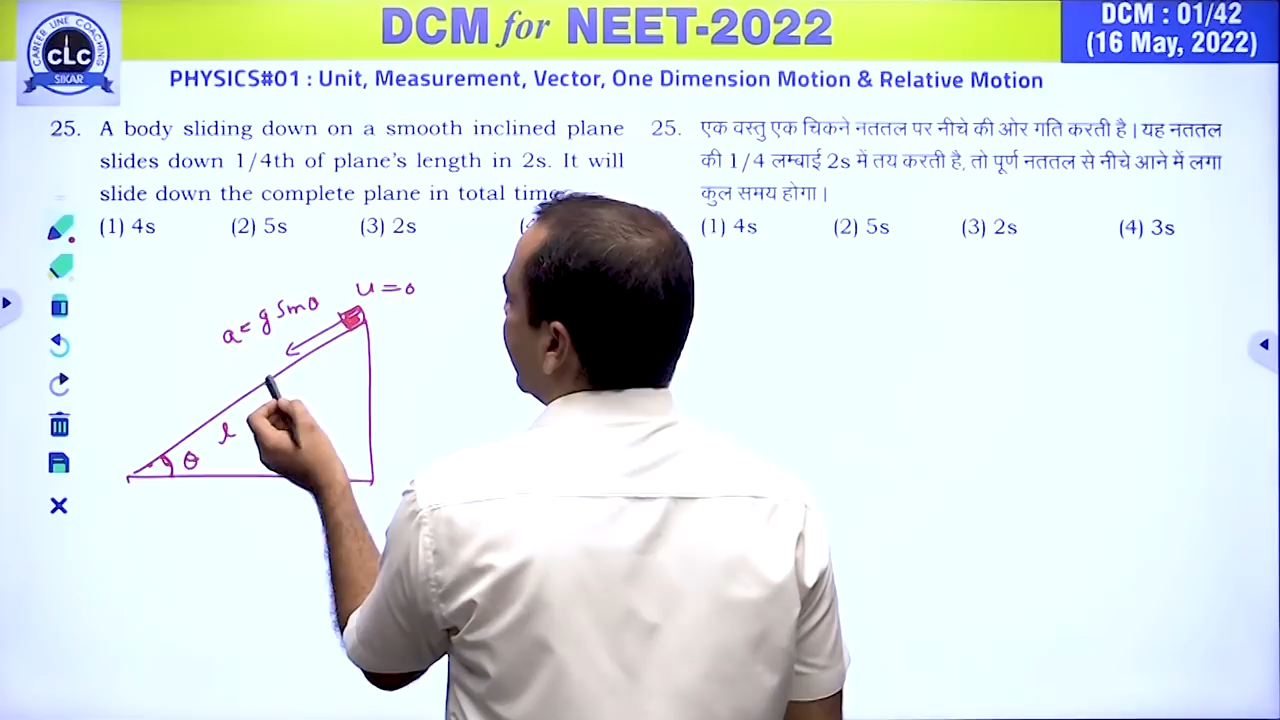 DCM for NEET-2022
DCM : 01/42
(16 May, 2022)
CAREER LINE COACHING
CLC
SIKAR
PHYSICS#01 : Unit, Measurement, Vector, One Dimension Motion & Relative Motion
25. A body sliding down on a smooth inclined plane
slides down 1/4th of plane's length in 2s. It will
slide down the complete plane in total time
(1) 4s (2) 5s (3) 2s
25. एक वस्तु एक चिकने नततल पर नीचे की ओर गति करती है। यह नततल
की 1/4 लम्बाई 2s में तय करती है, तो पूर्ण नततल से नीचे आने में लगा
कुल समय होगा।
(1) 4s (2) 5s (3) 2s (4) 3s
u=0
a=g Sinθ
l
θ